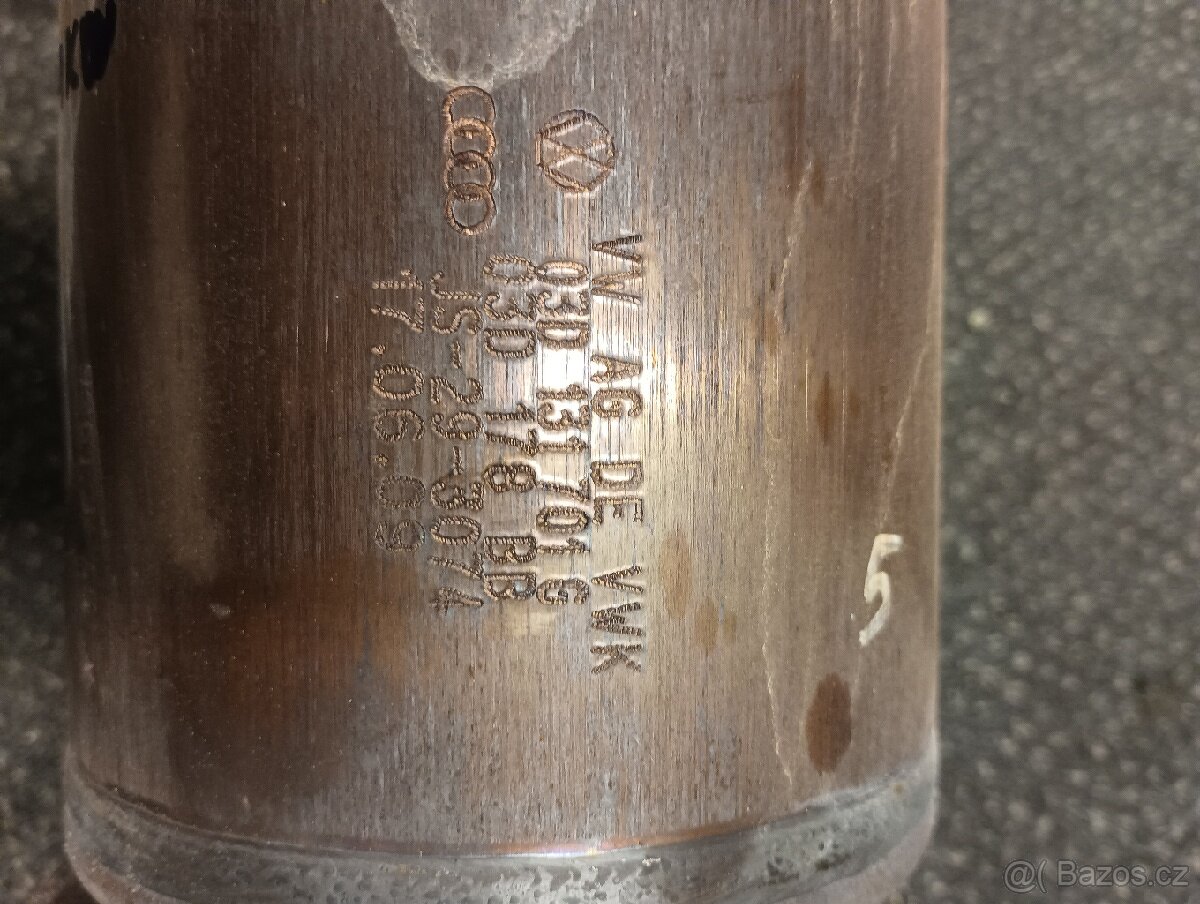 VW AG DE VWK
03D 131 701 G
03D 178 BB
JS-29-3074
17.06.09
5
@( Bazos.cz